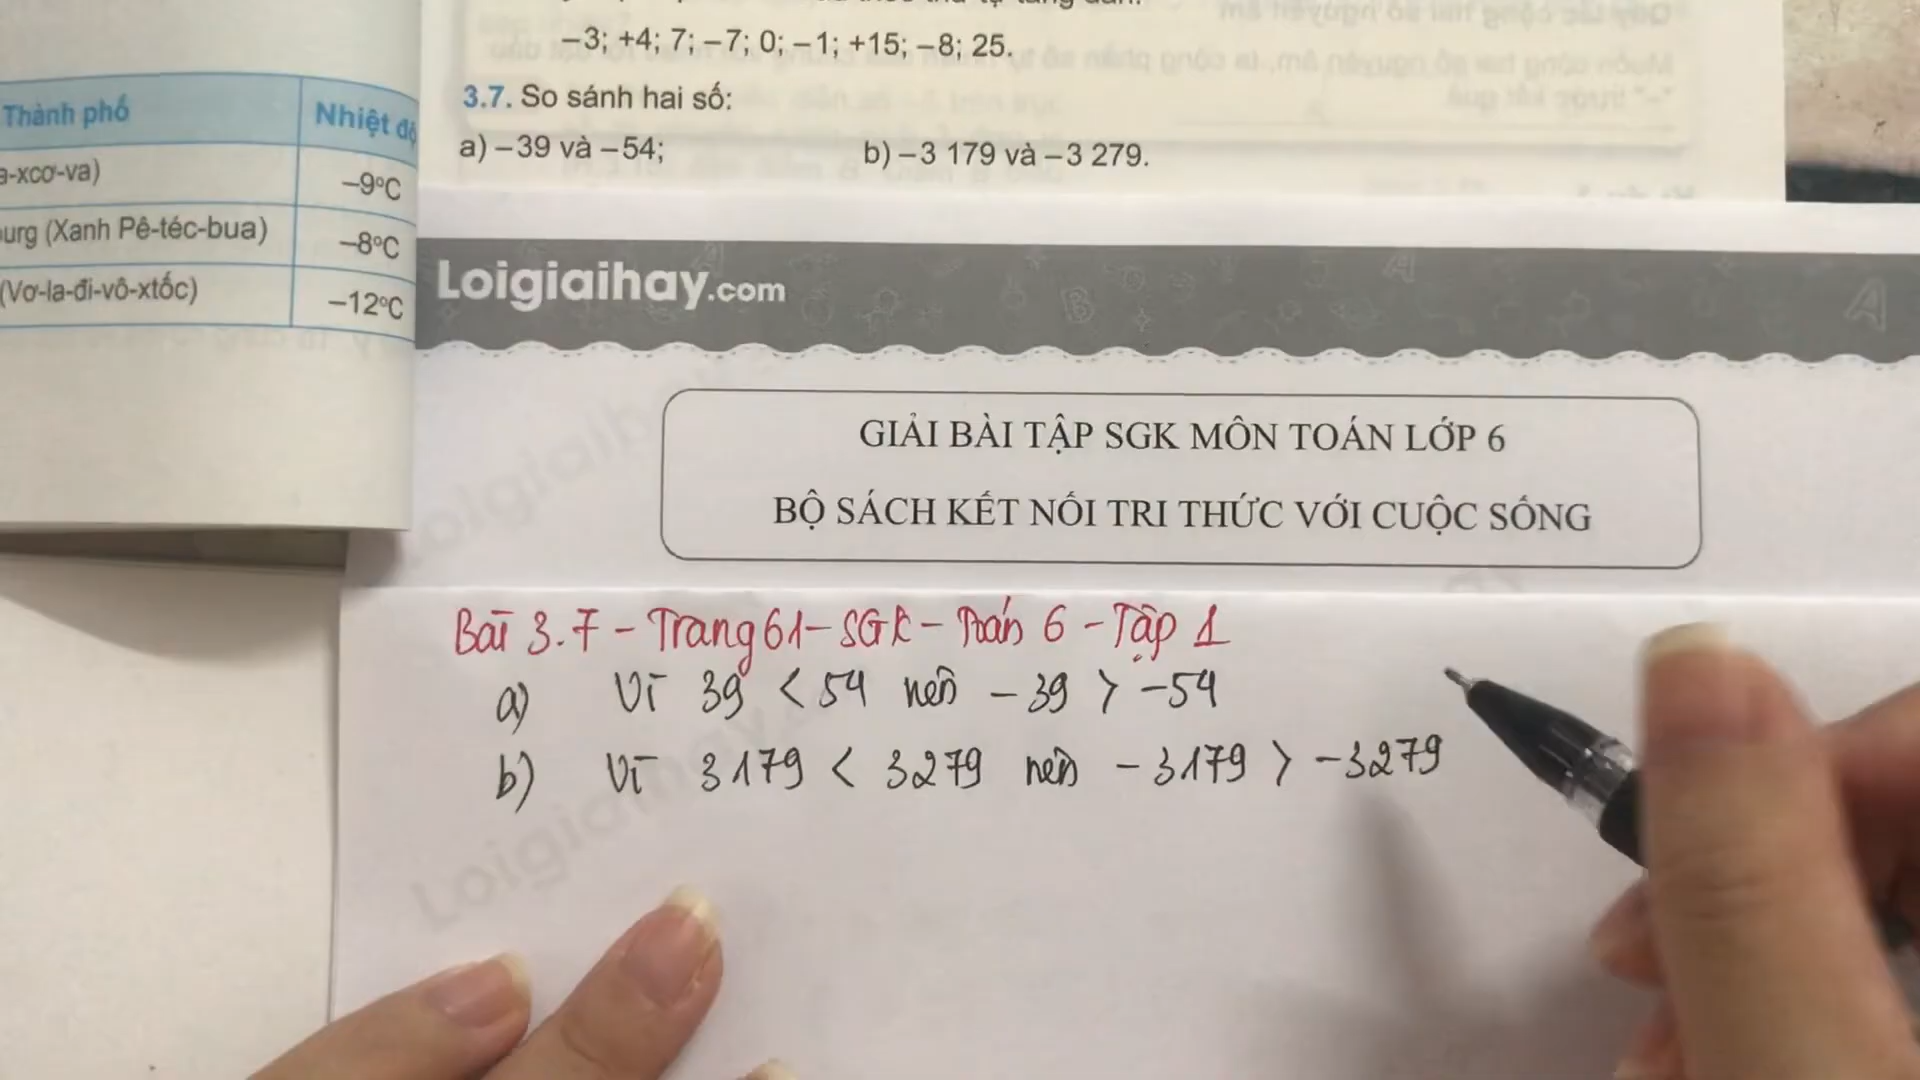 −3; +4; 7; −7; 0; −1; +15; −8; 25.
3.7. So sánh hai số:
a) −39 và −54; b) −3 179 và −3 279.
Thành phố Nhiệt độ
-xcơ-va) −9°C
urg (Xanh Pê-téc-bua) −8°C
(Vơ-la-đi-vô-xtốc) −12°C
Loigiaihay.com
GIẢI BÀI TẬP SGK MÔN TOÁN LỚP 6
BỘ SÁCH KẾT NỐI TRI THỨC VỚI CUỘC SỐNG
Bài 3.7 - Trang 61 - SGK - Toán 6 - Tập 1
a) Vì 39 < 54 nên -39 > -54
b) Vì 3179 < 3279 nên -3179 > -3279
Loigiaihay.com